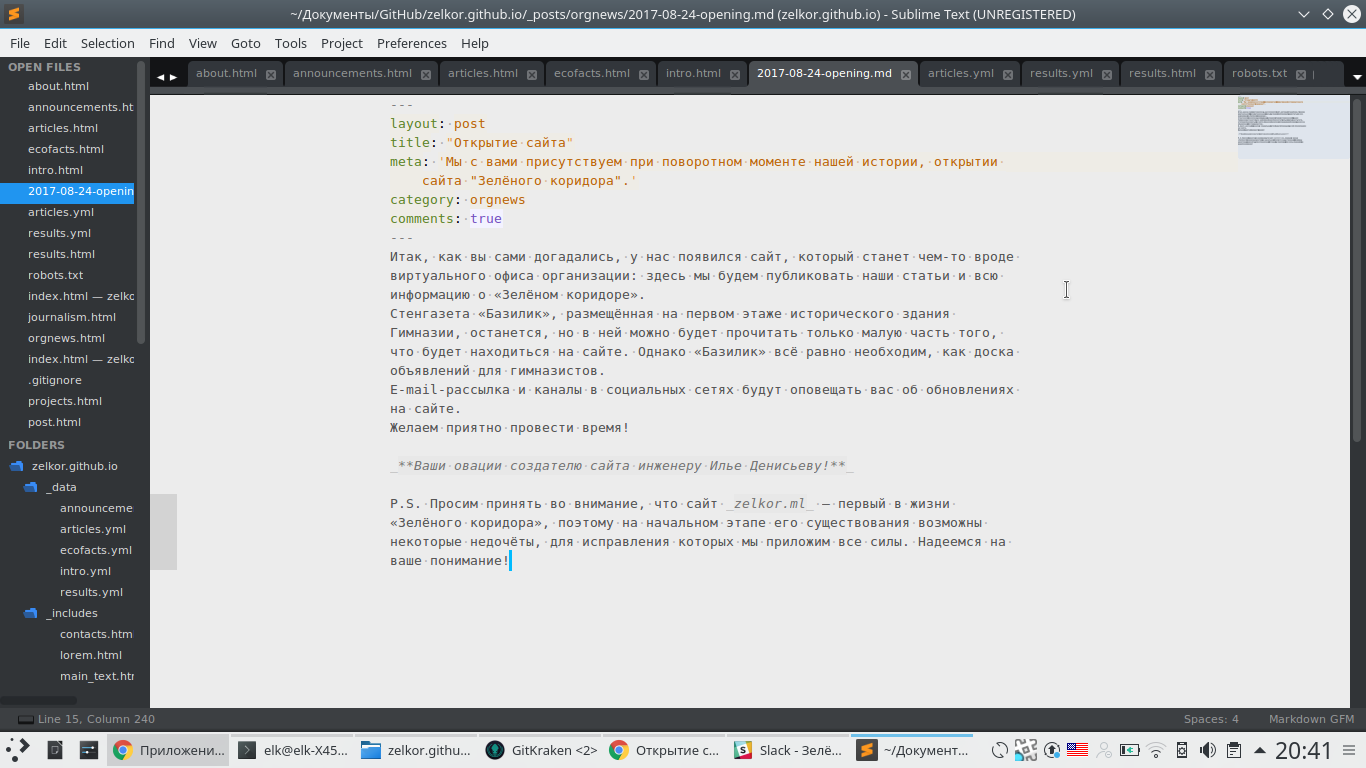 ~/Документы/GitHub/zelkor.github.io/_posts/orgnews/2017-08-24-opening.md (zelkor.github.io) - Sublime Text (UNREGISTERED)
File Edit Selection Find View Goto Tools Project Preferences Help
OPEN FILES
about.html
announcements.ht
articles.html
ecofacts.html
intro.html
2017-08-24-openin
articles.yml
results.yml
results.html
robots.txt
index.html — zelkc
journalism.html
orgnews.html
index.html — zelkc
.gitignore
projects.html
post.html
FOLDERS
zelkor.github.io
_data
announceme
articles.yml
ecofacts.yml
intro.yml
results.yml
_includes
contacts.htm
lorem.html
main_text.htr
about.html announcements.html articles.html ecofacts.html intro.html 2017-08-24-opening.md articles.yml results.yml results.html robots.txt
---
layout: post
title: "Открытие сайта"
meta: 'Мы с вами присутствуем при поворотном моменте нашей истории, открытии
сайта "Зелёного коридора".'
category: orgnews
comments: true
---
Итак, как вы сами догадались, у нас появился сайт, который станет чем-то вроде
виртуального офиса организации: здесь мы будем публиковать наши статьи и всю
информацию о «Зелёном коридоре».
Стенгазета «Базилик», размещённая на первом этаже исторического здания
Гимназии, останется, но в ней можно будет прочитать только малую часть того,
что будет находиться на сайте. Однако «Базилик» всё равно необходим, как доска
объявлений для гимназистов.
E-mail-рассылка и каналы в социальных сетях будут оповещать вас об обновлениях
на сайте.
Желаем приятно провести время!
_**Ваши овации создателю сайта инженеру Илье Денисьеву!**_
P.S. Просим принять во внимание, что сайт _zelkor.ml_ — первый в жизни
«Зелёного коридора», поэтому на начальном этапе его существования возможны
некоторые недочёты, для исправления которых мы приложим все силы. Надеемся на
ваше понимание!
Line 15, Column 240 Spaces: 4 Markdown GFM
Приложени... elk@elk-X45... zelkor.githu... GitKraken <2> Открытие с... Slack - Зелё... ~/Документ... 20:41